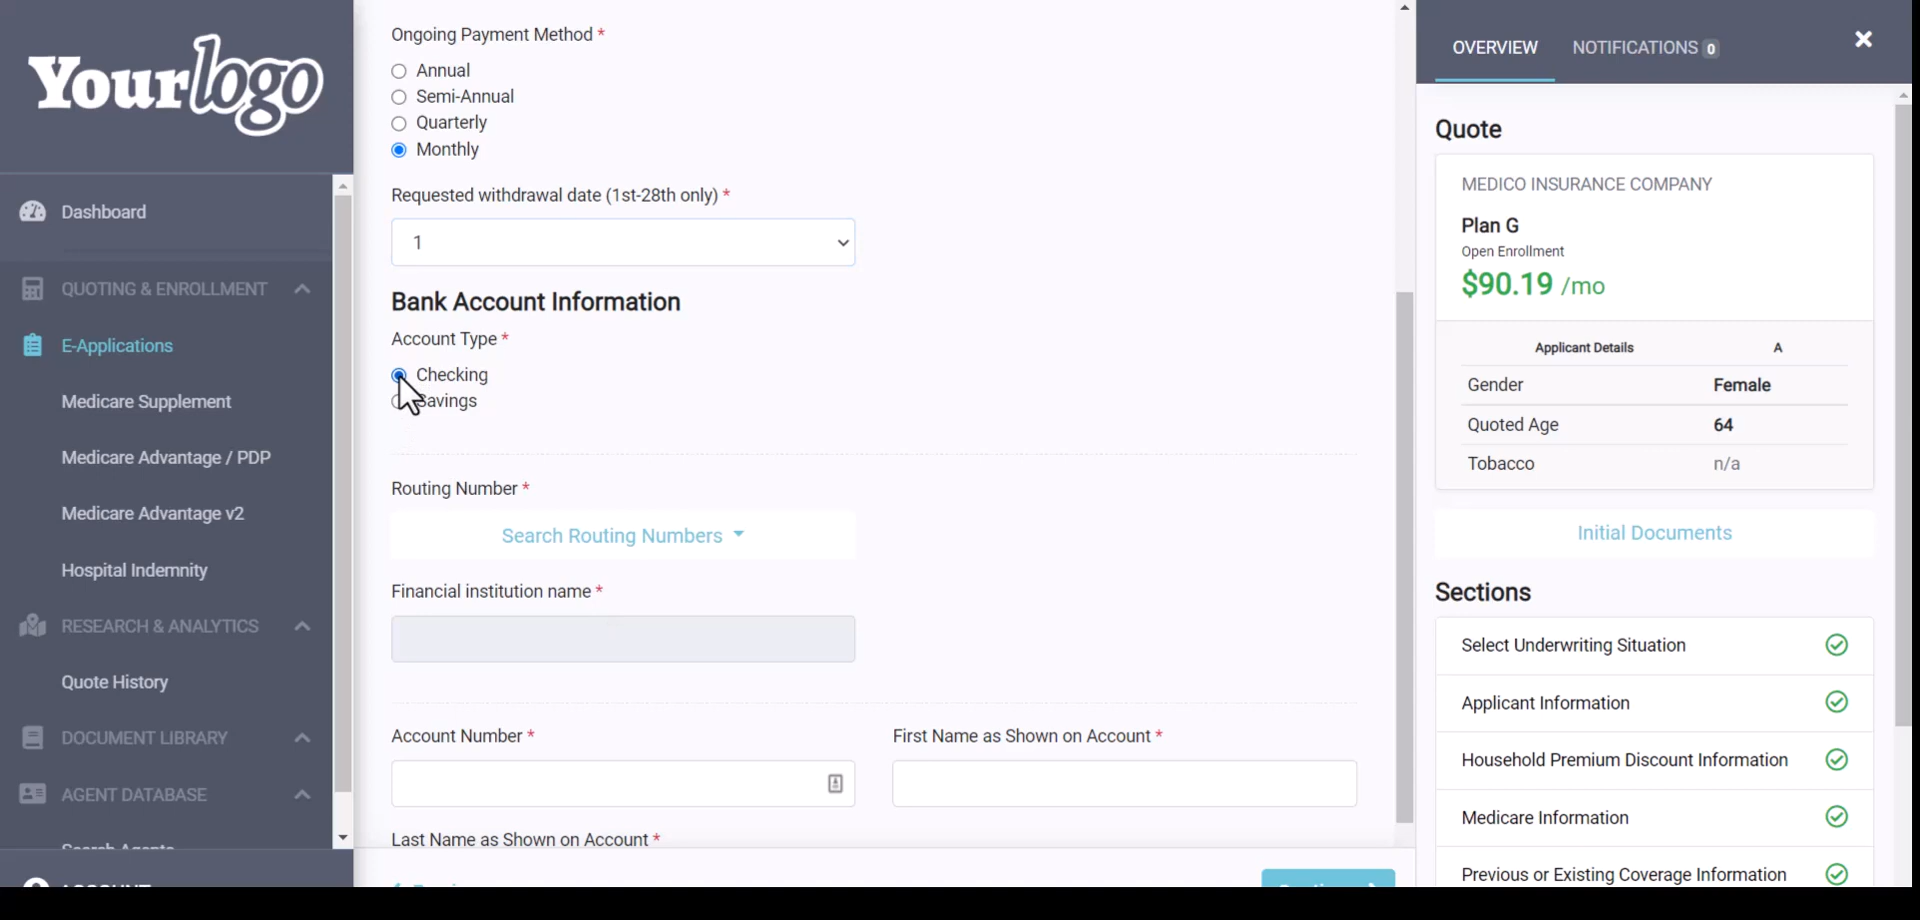 Yourlogo
Dashboard
QUOTING & ENROLLMENT
E-Applications
Medicare Supplement
Medicare Advantage / PDP
Medicare Advantage v2
Hospital Indemnity
RESEARCH & ANALYTICS
Quote History
DOCUMENT LIBRARY
AGENT DATABASE
Search Agents
ACCOUNT
Ongoing Payment Method *
Annual
Semi-Annual
Quarterly
Monthly
Requested withdrawal date (1st-28th only) *
1
Bank Account Information
Account Type *
Checking
Savings
Routing Number *
Search Routing Numbers
Financial institution name *
Account Number *
First Name as Shown on Account *
Last Name as Shown on Account *
OVERVIEW
NOTIFICATIONS 0
Quote
MEDICO INSURANCE COMPANY
Plan G
Open Enrollment
$90.19 /mo
Applicant Details A
Gender Female
Quoted Age 64
Tobacco n/a
Initial Documents
Sections
Select Underwriting Situation
Applicant Information
Household Premium Discount Information
Medicare Information
Previous or Existing Coverage Information